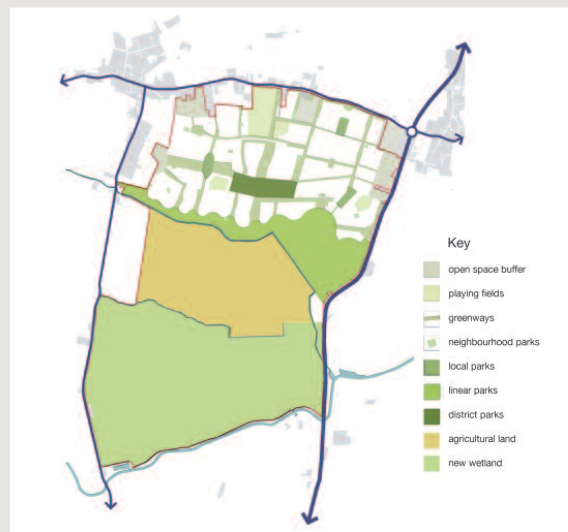 Key
open space buffer
playing fields
greenways
neighbourhood parks
local parks
linear parks
district parks
agricultural land
new wetland